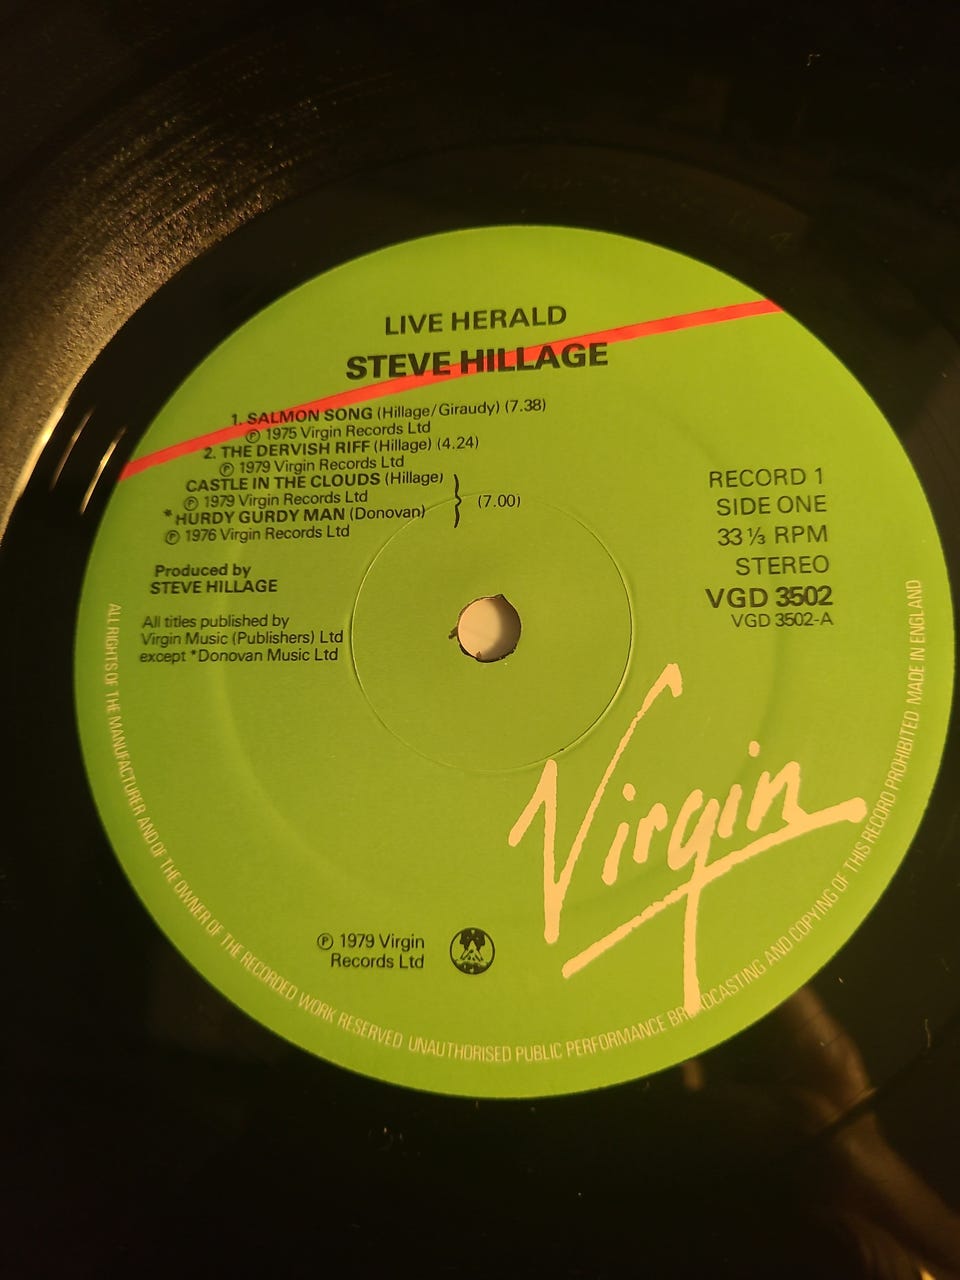 LIVE HERALD
STEVE HILLAGE
1. SALMON SONG (Hillage/Giraudy) (7.38)
℗ 1975 Virgin Records Ltd
2. THE DERVISH RIFF (Hillage) (4.24)
℗ 1979 Virgin Records Ltd
CASTLE IN THE CLOUDS (Hillage)
℗ 1979 Virgin Records Ltd
*HURDY GURDY MAN (Donovan)
℗ 1976 Virgin Records Ltd
} (7.00)
Produced by
STEVE HILLAGE
All titles published by
Virgin Music (Publishers) Ltd
except *Donovan Music Ltd
RECORD 1
SIDE ONE
33⅓ RPM
STEREO
VGD 3502
VGD 3502-A
Virgin
℗ 1979 Virgin
Records Ltd
ALL RIGHTS OF THE MANUFACTURER AND OF THE OWNER OF THE RECORDED WORK RESERVED UNAUTHORISED PUBLIC PERFORMANCE BROADCASTING AND COPYING OF THIS RECORD PROHIBITED MADE IN ENGLAND